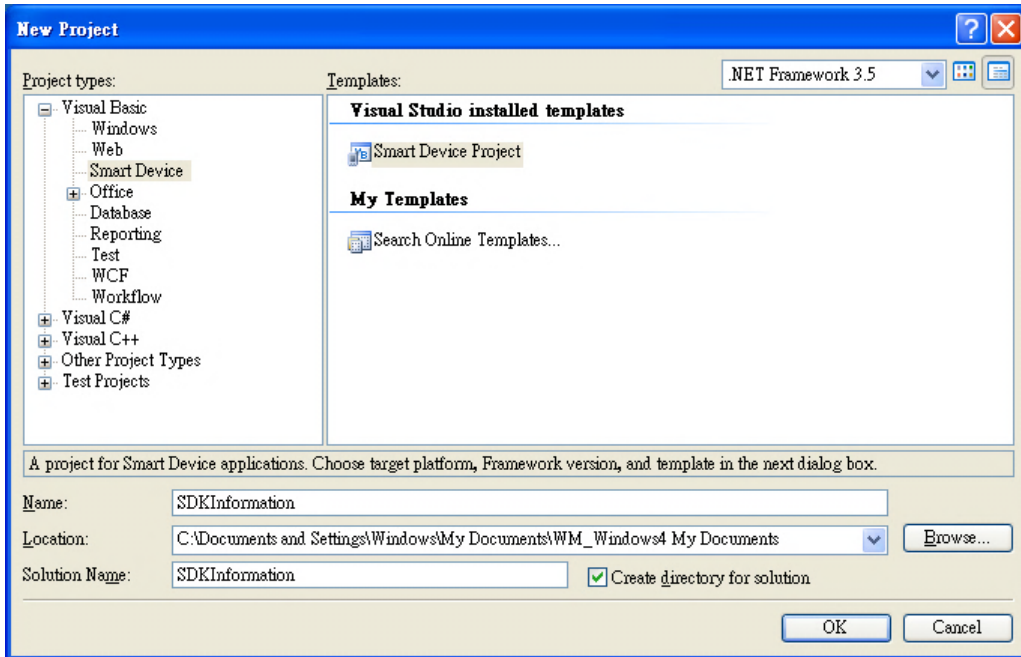 New Project
Project types:
Templates:
.NET Framework 3.5
Visual Basic
Windows
Web
Smart Device
Office
Database
Reporting
Test
WCF
Workflow
Visual C#
Visual C++
Other Project Types
Test Projects
Visual Studio installed templates
Smart Device Project
My Templates
Search Online Templates...
A project for Smart Device applications. Choose target platform, Framework version, and template in the next dialog box.
Name:
SDKInformation
Location:
C:\Documents and Settings\Windows\My Documents\WM_Windows4 My Documents
Browse...
Solution Name:
SDKInformation
Create directory for solution
OK
Cancel